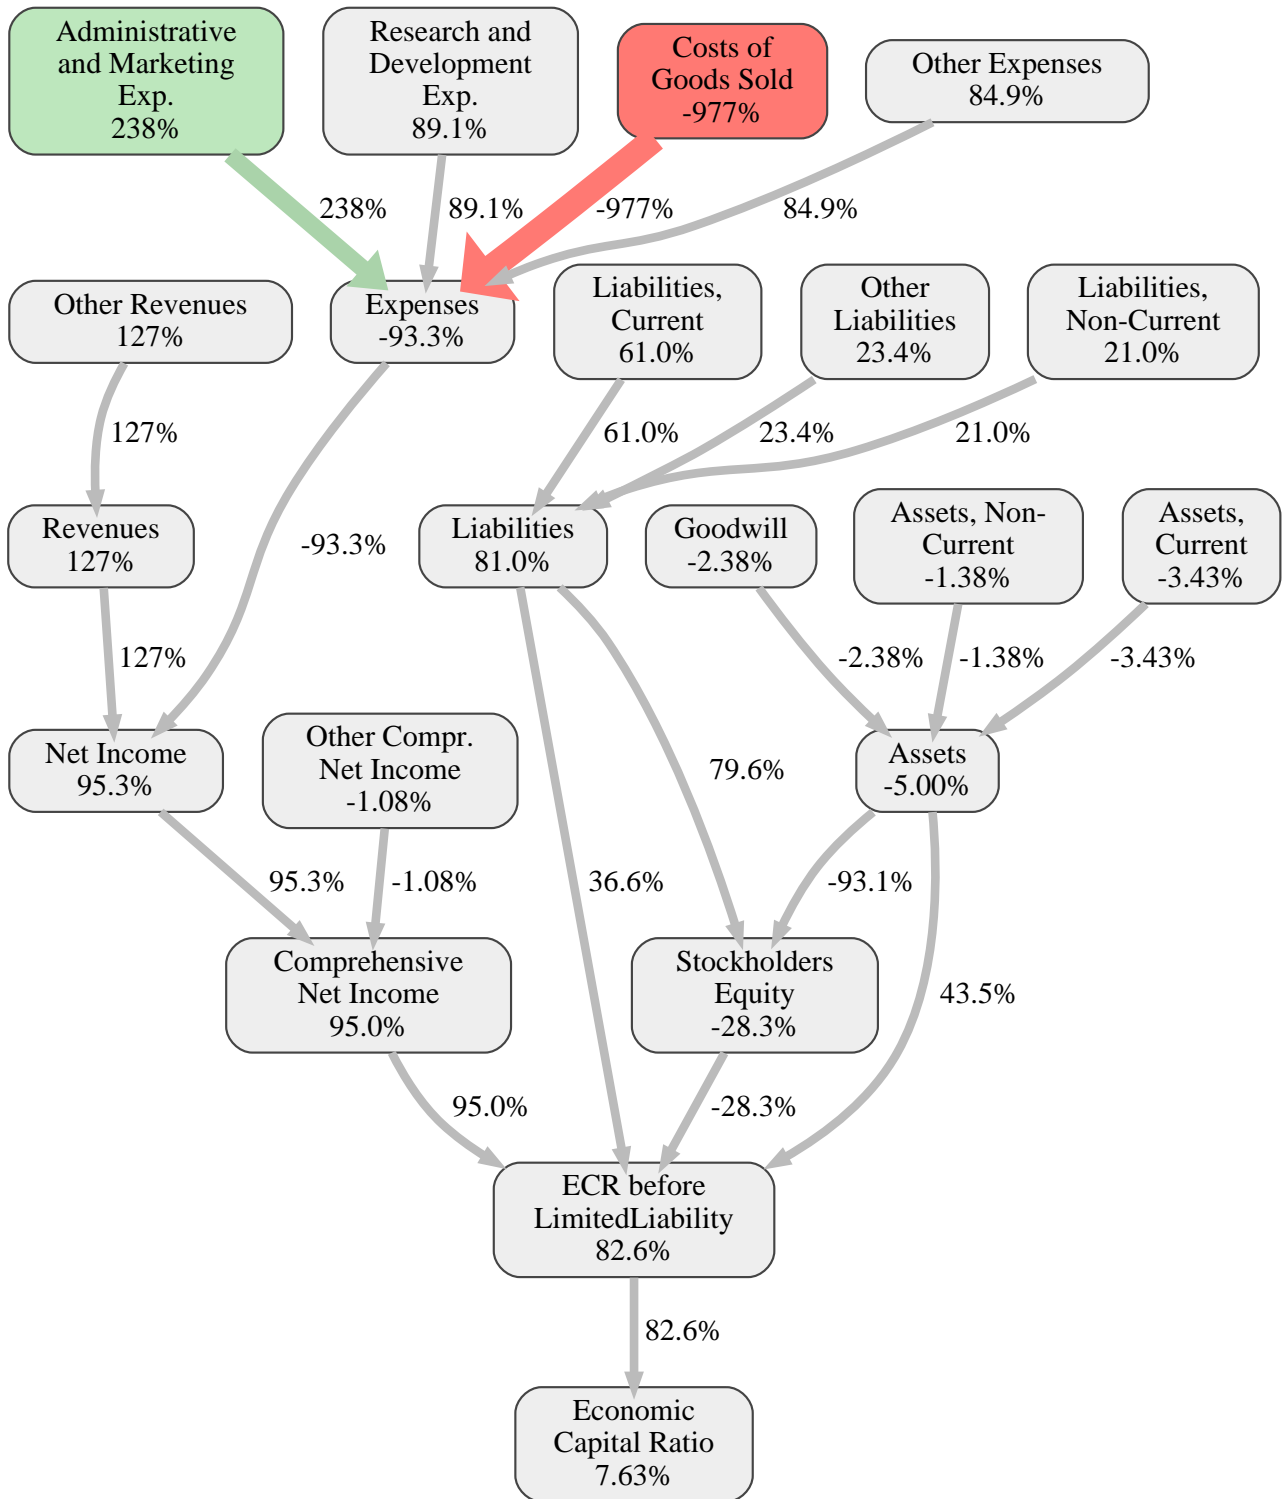 Administrative
and Marketing
Exp.
238%
Research and
Development
Exp.
89.1%
Costs of
Goods Sold
-977%
Other Expenses
84.9%
238%
89.1%
-977%
84.9%
Other Revenues
127%
Expenses
-93.3%
Liabilities,
Current
61.0%
Other
Liabilities
23.4%
Liabilities,
Non-Current
21.0%
127%
61.0%
23.4%
21.0%
Revenues
127%
-93.3%
Liabilities
81.0%
Goodwill
-2.38%
Assets, Non-
Current
-1.38%
Assets,
Current
-3.43%
127%
-2.38%
-1.38%
-3.43%
Net Income
95.3%
Other Compr.
Net Income
-1.08%
79.6%
Assets
-5.00%
95.3%
-1.08%
36.6%
-93.1%
Comprehensive
Net Income
95.0%
Stockholders
Equity
-28.3%
43.5%
95.0%
-28.3%
ECR before
LimitedLiability
82.6%
82.6%
Economic
Capital Ratio
7.63%